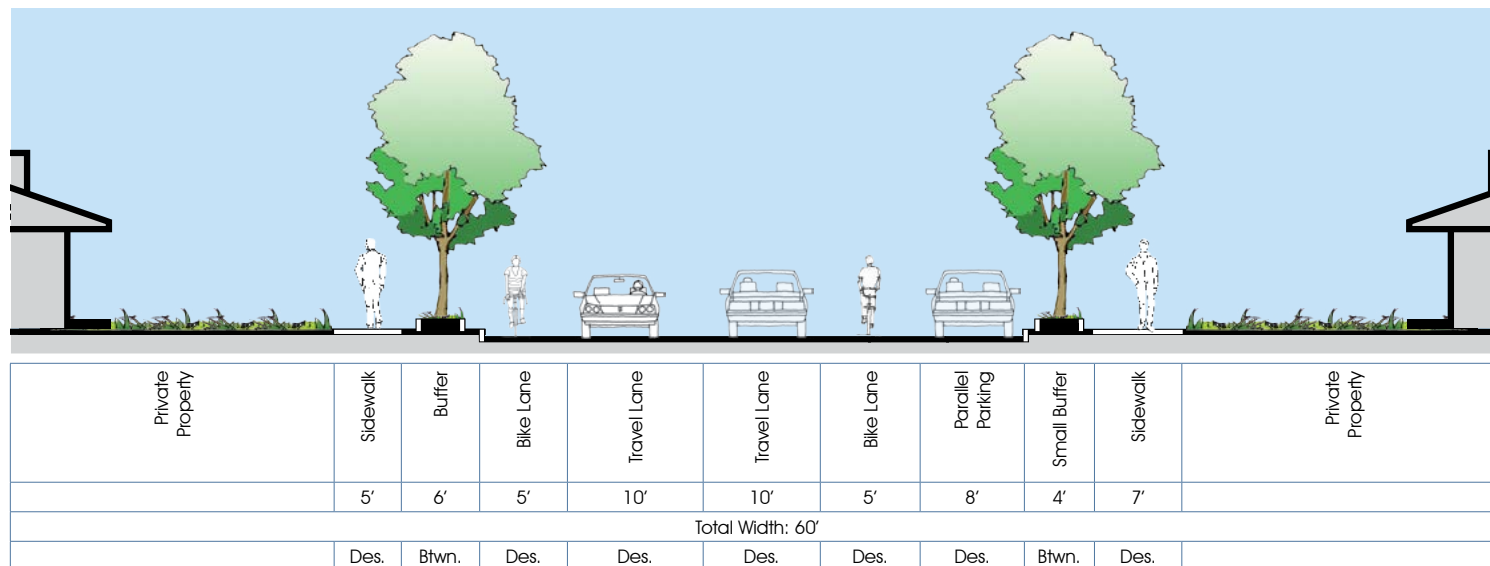 Private
Property
Sidewalk
Buffer
Bike Lane
Travel Lane
Travel Lane
Bike Lane
Parallel
Parking
Small Buffer
Sidewalk
Private
Property
5’ 6’ 5’ 10’ 10’ 5’ 8’ 4’ 7’
Total Width: 60’
Des. Btwn. Des. Des. Des. Des. Des. Btwn. Des.